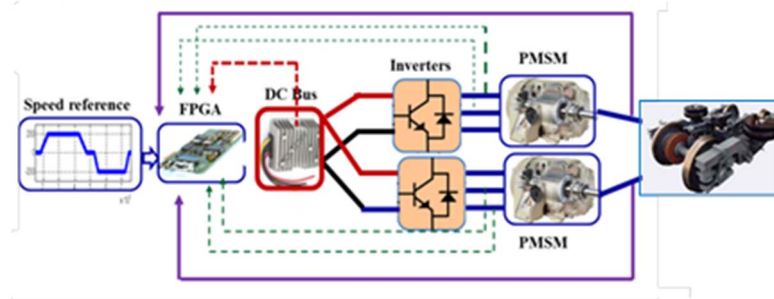 PMSM
Inverters
DC Bus
FPGA
Speed reference
PMSM